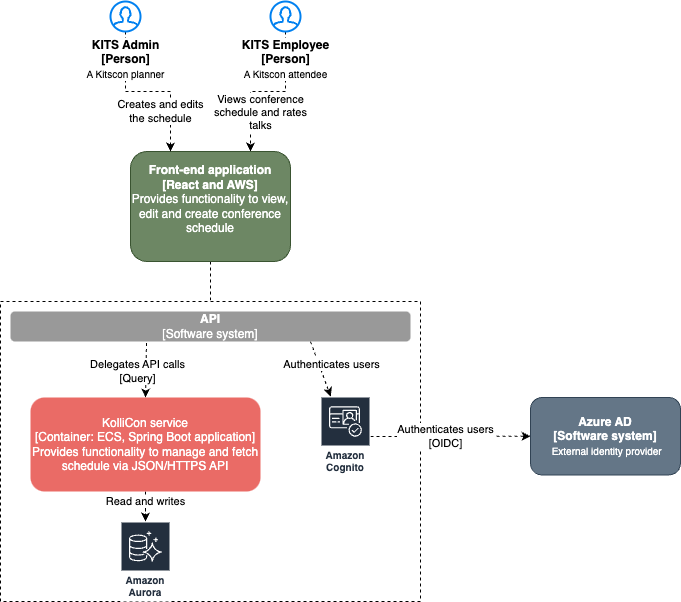 KITS Admin
[Person]
A Kitscon planner
KITS Employee
[Person]
A Kitscon attendee
Creates and edits
the schedule
Views conference
schedule and rates
talks
Front-end application
[React and AWS]
Provides functionality to view,
edit and create conference
schedule
API
[Software system]
Delegates API calls
[Query]
Authenticates users
KolliCon service
[Container: ECS, Spring Boot application]
Provides functionality to manage and fetch
schedule via JSON/HTTPS API
Amazon
Cognito
Authenticates users
[OIDC]
Azure AD
[Software system]
External identity provider
Read and writes
Amazon
Aurora